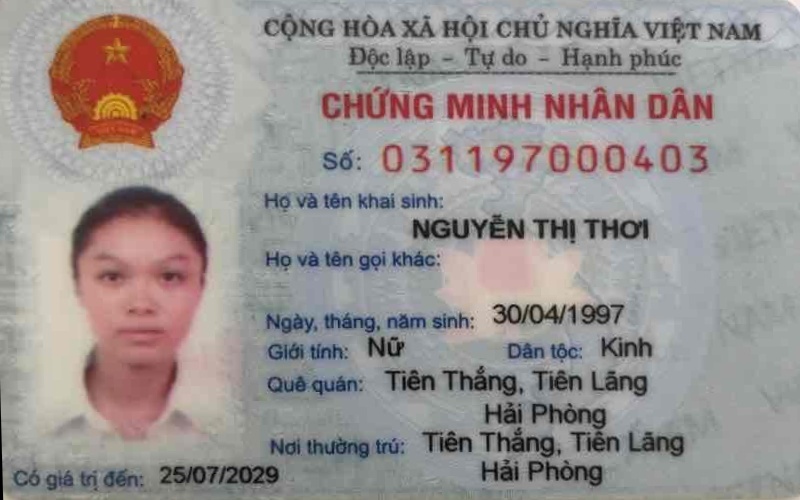 CỘNG HÒA XÃ HỘI CHỦ NGHĨA VIỆT NAM
Độc lập - Tự do - Hạnh phúc
CHỨNG MINH NHÂN DÂN
Số: 031197000403
Họ và tên khai sinh:
NGUYỄN THỊ THƠI
Họ và tên gọi khác:
Ngày, tháng, năm sinh: 30/04/1997
Giới tính: Nữ Dân tộc: Kinh
Quê quán: Tiên Thắng, Tiên Lãng
Hải Phòng
Nơi thường trú: Tiên Thắng, Tiên Lãng
Hải Phòng
Có giá trị đến: 25/07/2029